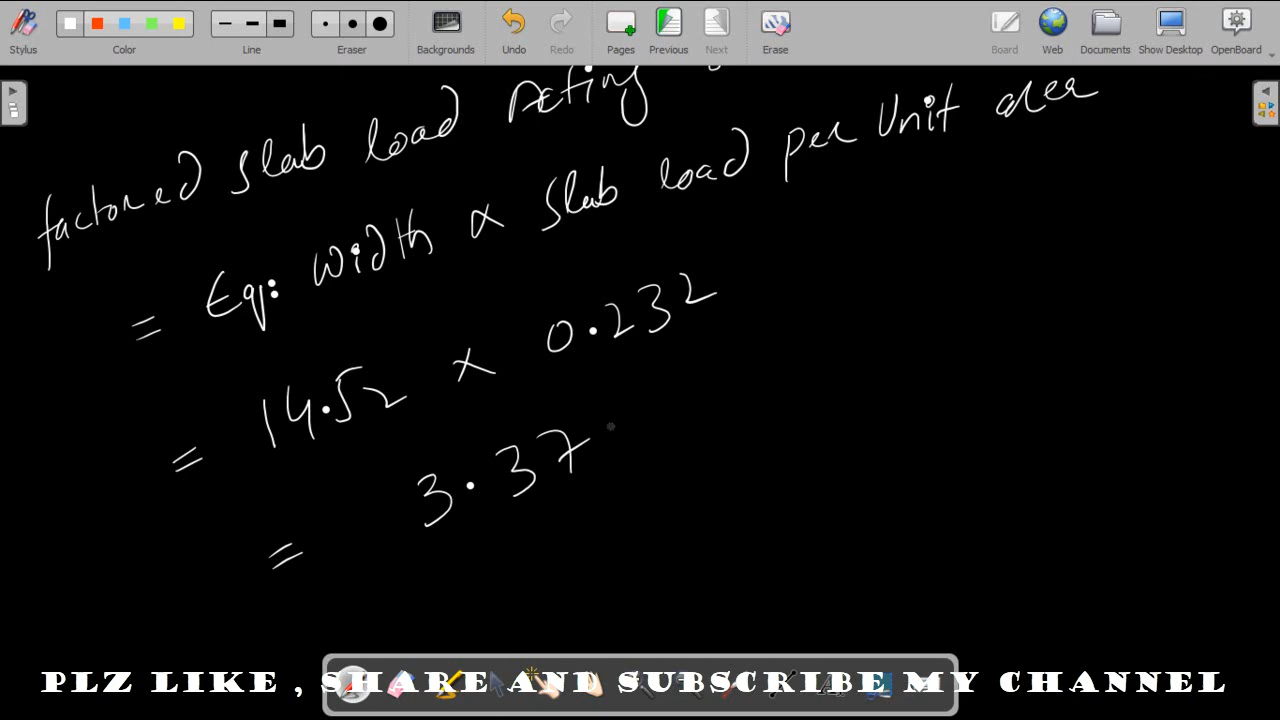 Stylus Color Line Eraser Backgrounds Undo Redo Pages Previous Next Erase Board Web Documents Show Desktop OpenBoard
factored slab load Acting
= Eq: width × slab load per Unit area
= 14.52 × 0.232
= 3.37
PLZ LIKE , SHARE AND SUBSCRIBE MY CHANNEL